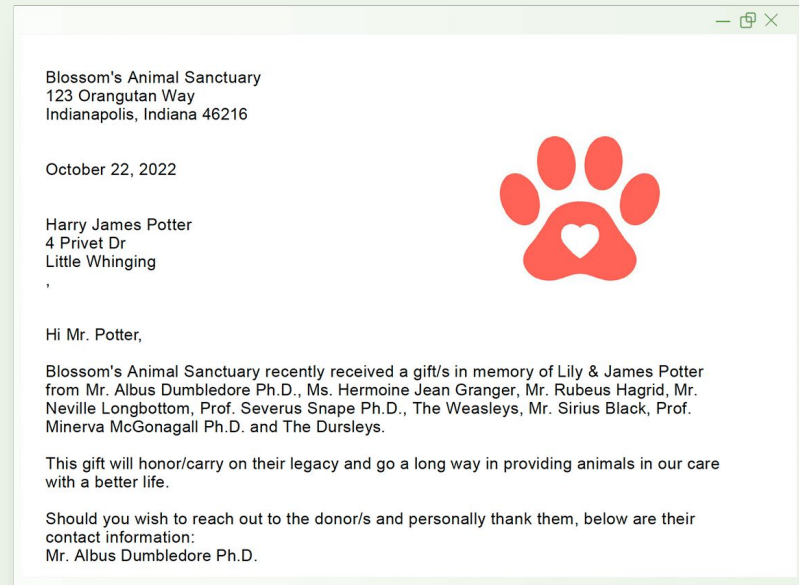 Blossom's Animal Sanctuary
123 Orangutan Way
Indianapolis, Indiana 46216
October 22, 2022
Harry James Potter
4 Privet Dr
Little Whinging
,
Hi Mr. Potter,
Blossom's Animal Sanctuary recently received a gift/s in memory of Lily & James Potter
from Mr. Albus Dumbledore Ph.D., Ms. Hermoine Jean Granger, Mr. Rubeus Hagrid, Mr.
Neville Longbottom, Prof. Severus Snape Ph.D., The Weasleys, Mr. Sirius Black, Prof.
Minerva McGonagall Ph.D. and The Dursleys.
This gift will honor/carry on their legacy and go a long way in providing animals in our care
with a better life.
Should you wish to reach out to the donor/s and personally thank them, below are their
contact information:
Mr. Albus Dumbledore Ph.D.